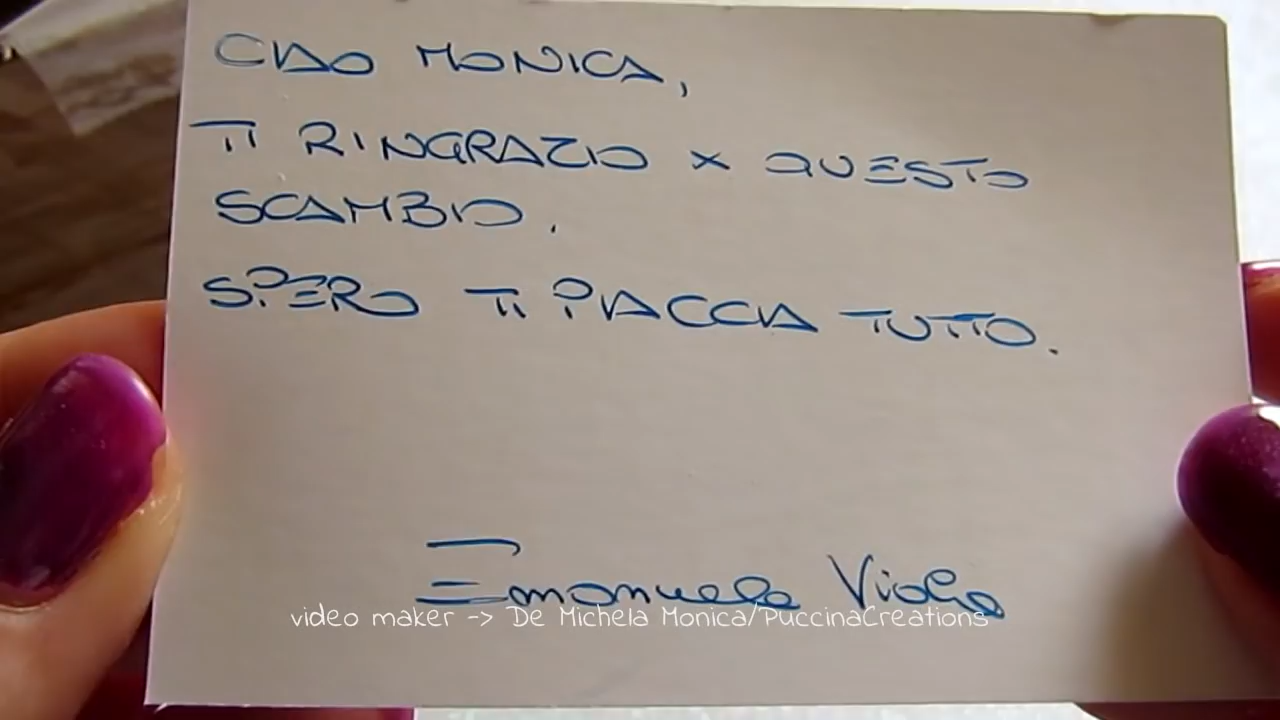 CIAO MONICA,
TI RINGRAZIO x QUESTO
SCAMBIO.
SPERO TI PIACCIA TUTTO.
Emanuela Viola
video maker -> De Michela Monica/PuccinaCreations